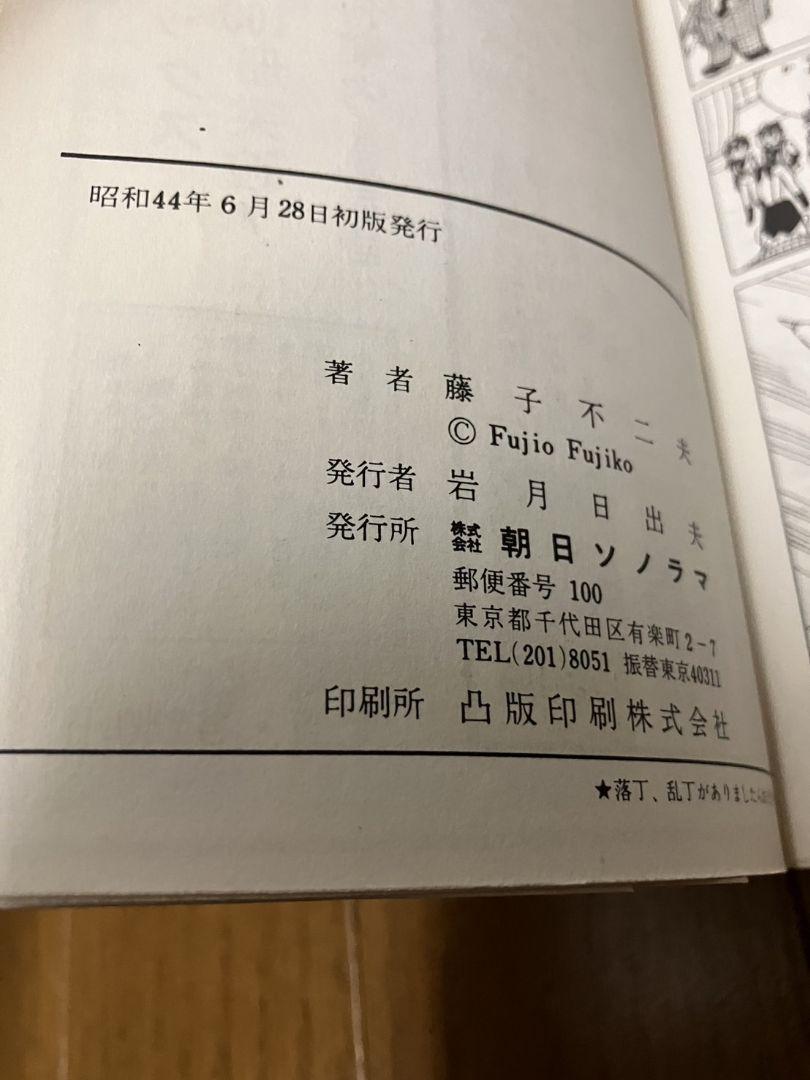 昭和44年6月28日初版発行
著者 藤子不二夫
© Fujio Fujiko
発行者 岩月日出夫
発行所 株式会社 朝日ソノラマ
郵便番号 100
東京都千代田区有楽町2-7
TEL(201)8051 振替東京40311
印刷所 凸版印刷株式会社
★落丁、乱丁がありました